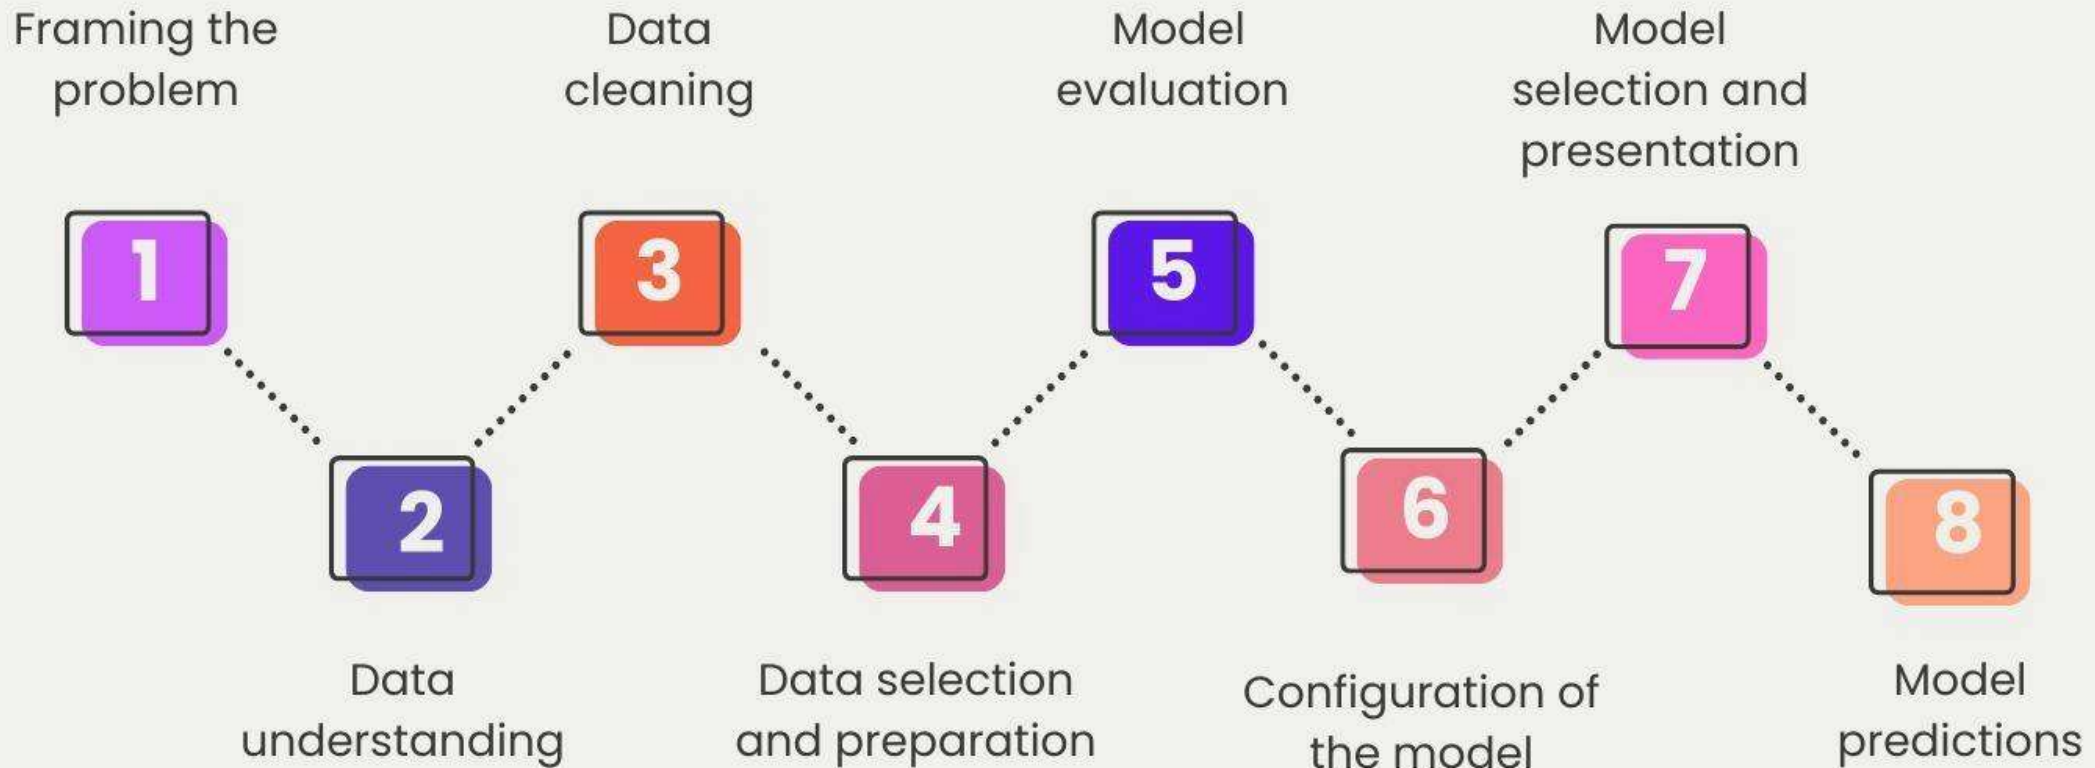 Framing the
problem
Data
cleaning
Model
evaluation
Model
selection and
presentation
1
3
5
7
2
4
6
8
Data
understanding
Data selection
and preparation
Configuration of
the model
Model
predictions